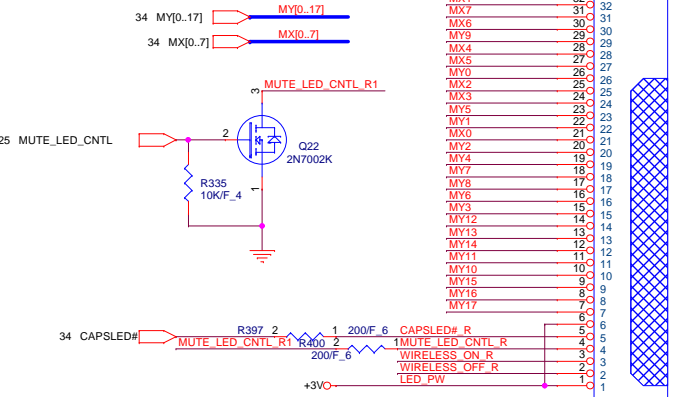 34 MY[0..17] MY[0..17]
34 MX[0..7] MX[0..7]
3 MUTE_LED_CNTL_R1
25 MUTE_LED_CNTL 2
Q22
2N7002K
1
R335
10K/F_4
32 32
MX7 31 31
MX6 30 30
MY9 29 29
MX4 28 28
MX5 27 27
MY0 26 26
MX2 25 25
MX3 24 24
MY5 23 23
MY1 22 22
MX0 21 21
MY2 20 20
MY4 19 19
MY7 18 18
MY8 17 17
MY6 16 16
MY3 15 15
MY12 14 14
MY13 13 13
MY14 12 12
MY11 11 11
MY10 10 10
MY15 9 9
MY16 8 8
MY17 7 7
6 6
34 CAPSLED# R397 2 1 200/F_6 CAPSLED#_R 5 5
MUTE_LED_CNTL_R1 R400 2 1 MUTE_LED_CNTL_R 4 4
200/F_6 WIRELESS_ON_R 3 3
WIRELESS_OFF_R 2 2
+3V LED_PW 1 1